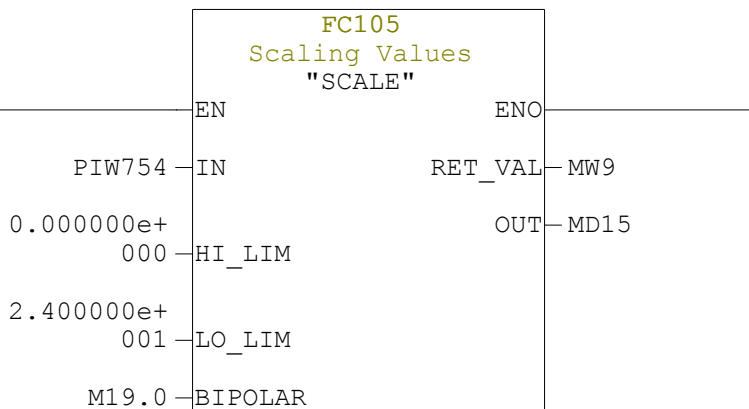 FC105
Scaling Values
"SCALE"
EN ENO
PIW754 IN RET_VAL MW9
0.000000e+ OUT MD15
000 HI_LIM
2.400000e+
001 LO_LIM
M19.0 BIPOLAR